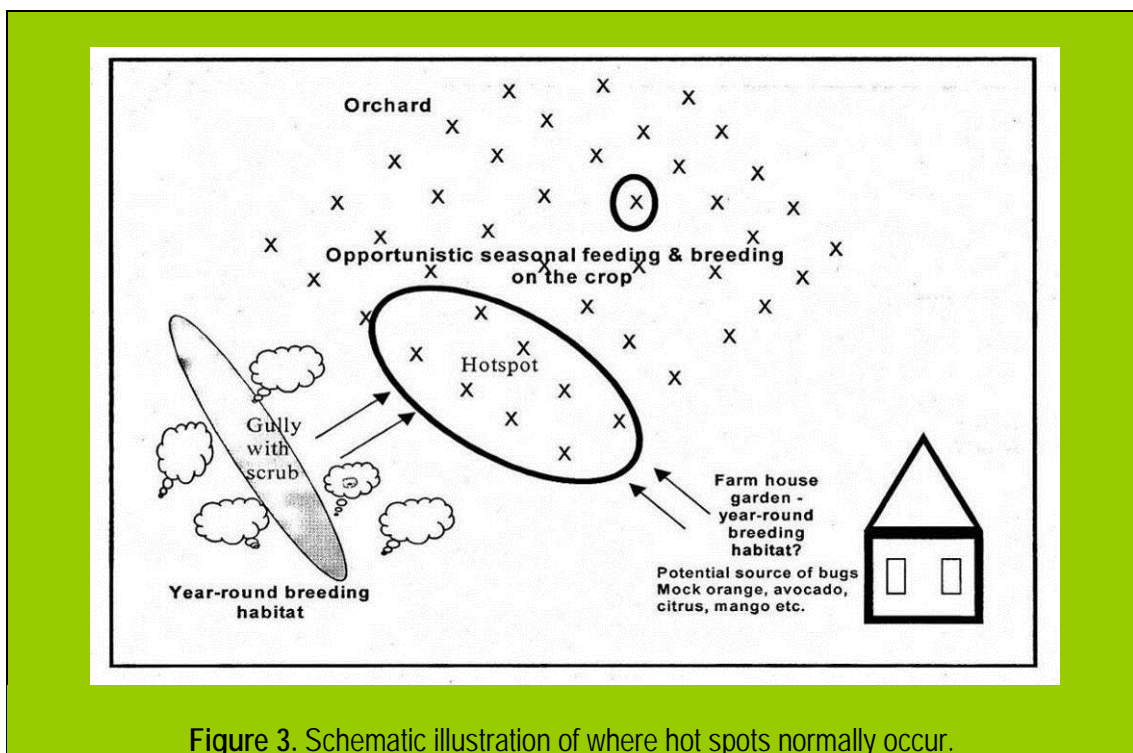 Orchard
Opportunistic seasonal feeding & breeding
on the crop
Hotspot
Gully
with
scrub
Year-round breeding
habitat
Farm house
garden -
year-round
breeding
habitat?
Potential source of bugs
Mock orange, avocado,
citrus, mango etc.
Figure 3. Schematic illustration of where hot spots normally occur.